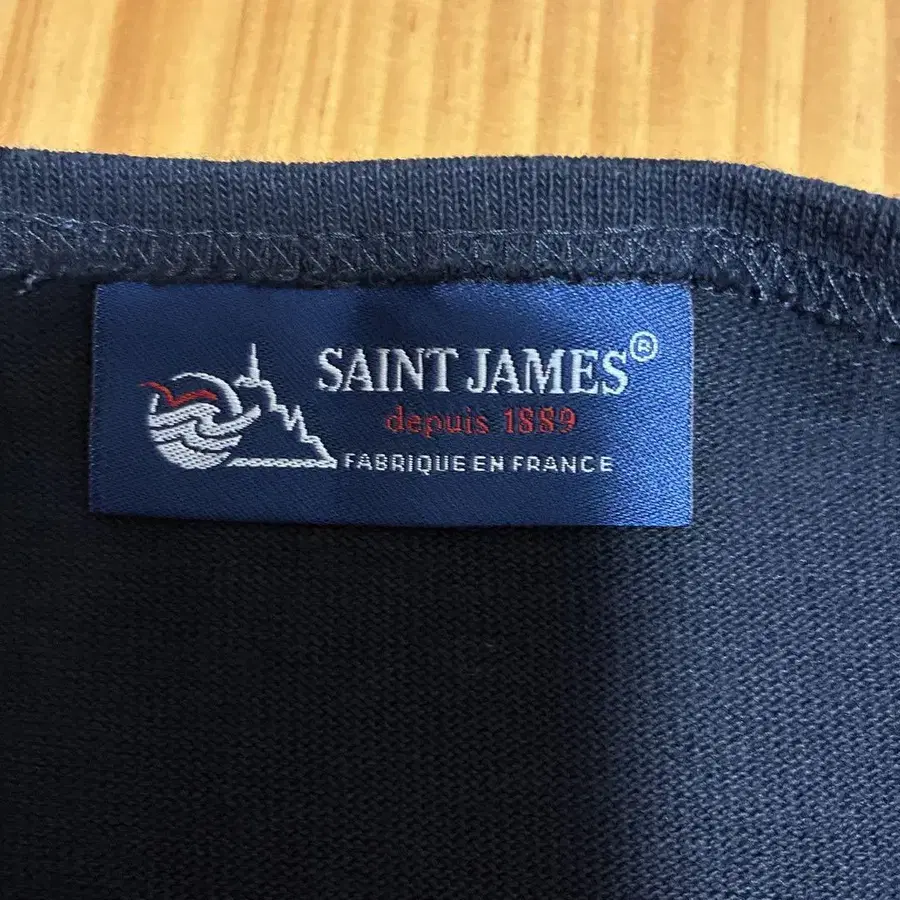 SAINT JAMES®
depuis 1889
FABRIQUE EN FRANCE